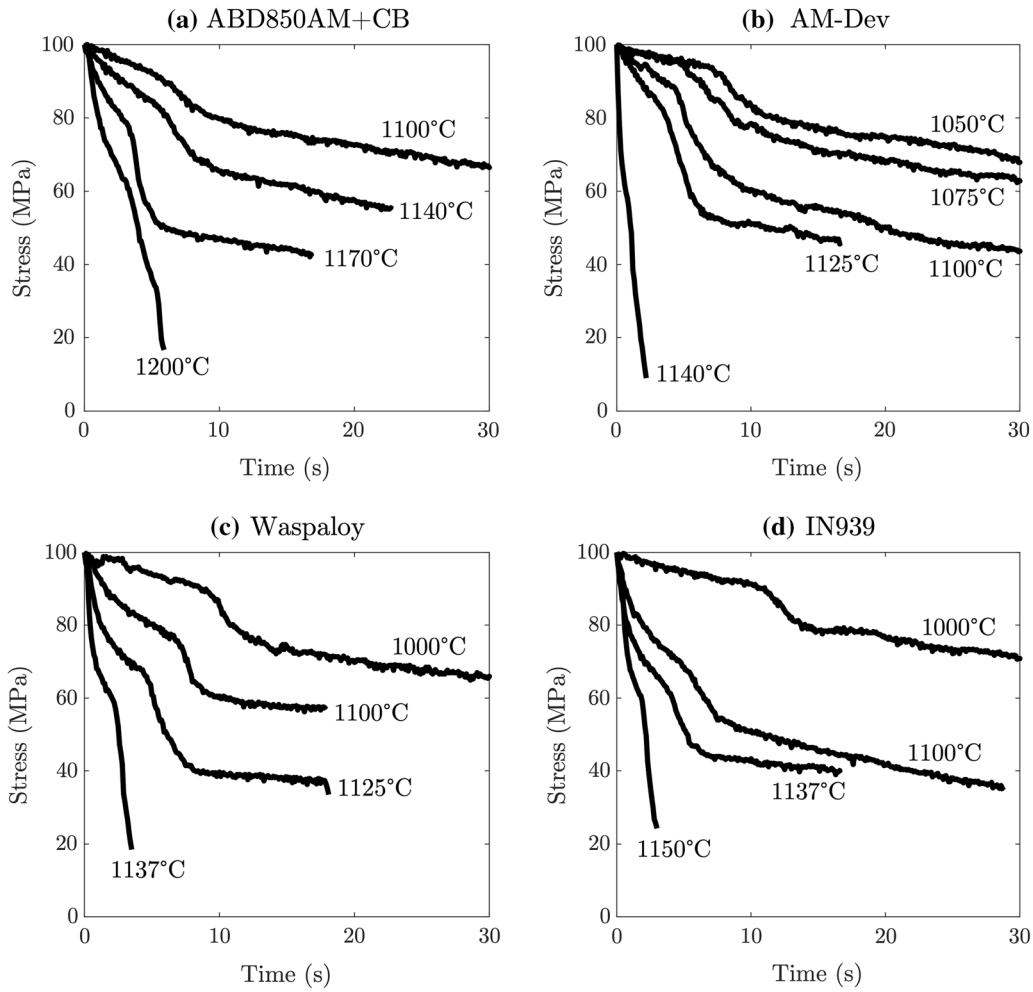 (a) ABD850AM+CB
100
80
60
40
20
0
Stress (MPa)
1100°C
1140°C
1170°C
1200°C
0 10 20 30
Time (s)
(b) AM-Dev
100
80
60
40
20
0
Stress (MPa)
1050°C
1075°C
1100°C
1125°C
1140°C
0 10 20 30
Time (s)
(c) Waspaloy
100
80
60
40
20
0
Stress (MPa)
1000°C
1100°C
1125°C
1137°C
0 10 20 30
Time (s)
(d) IN939
100
80
60
40
20
0
Stress (MPa)
1000°C
1100°C
1137°C
1150°C
0 10 20 30
Time (s)